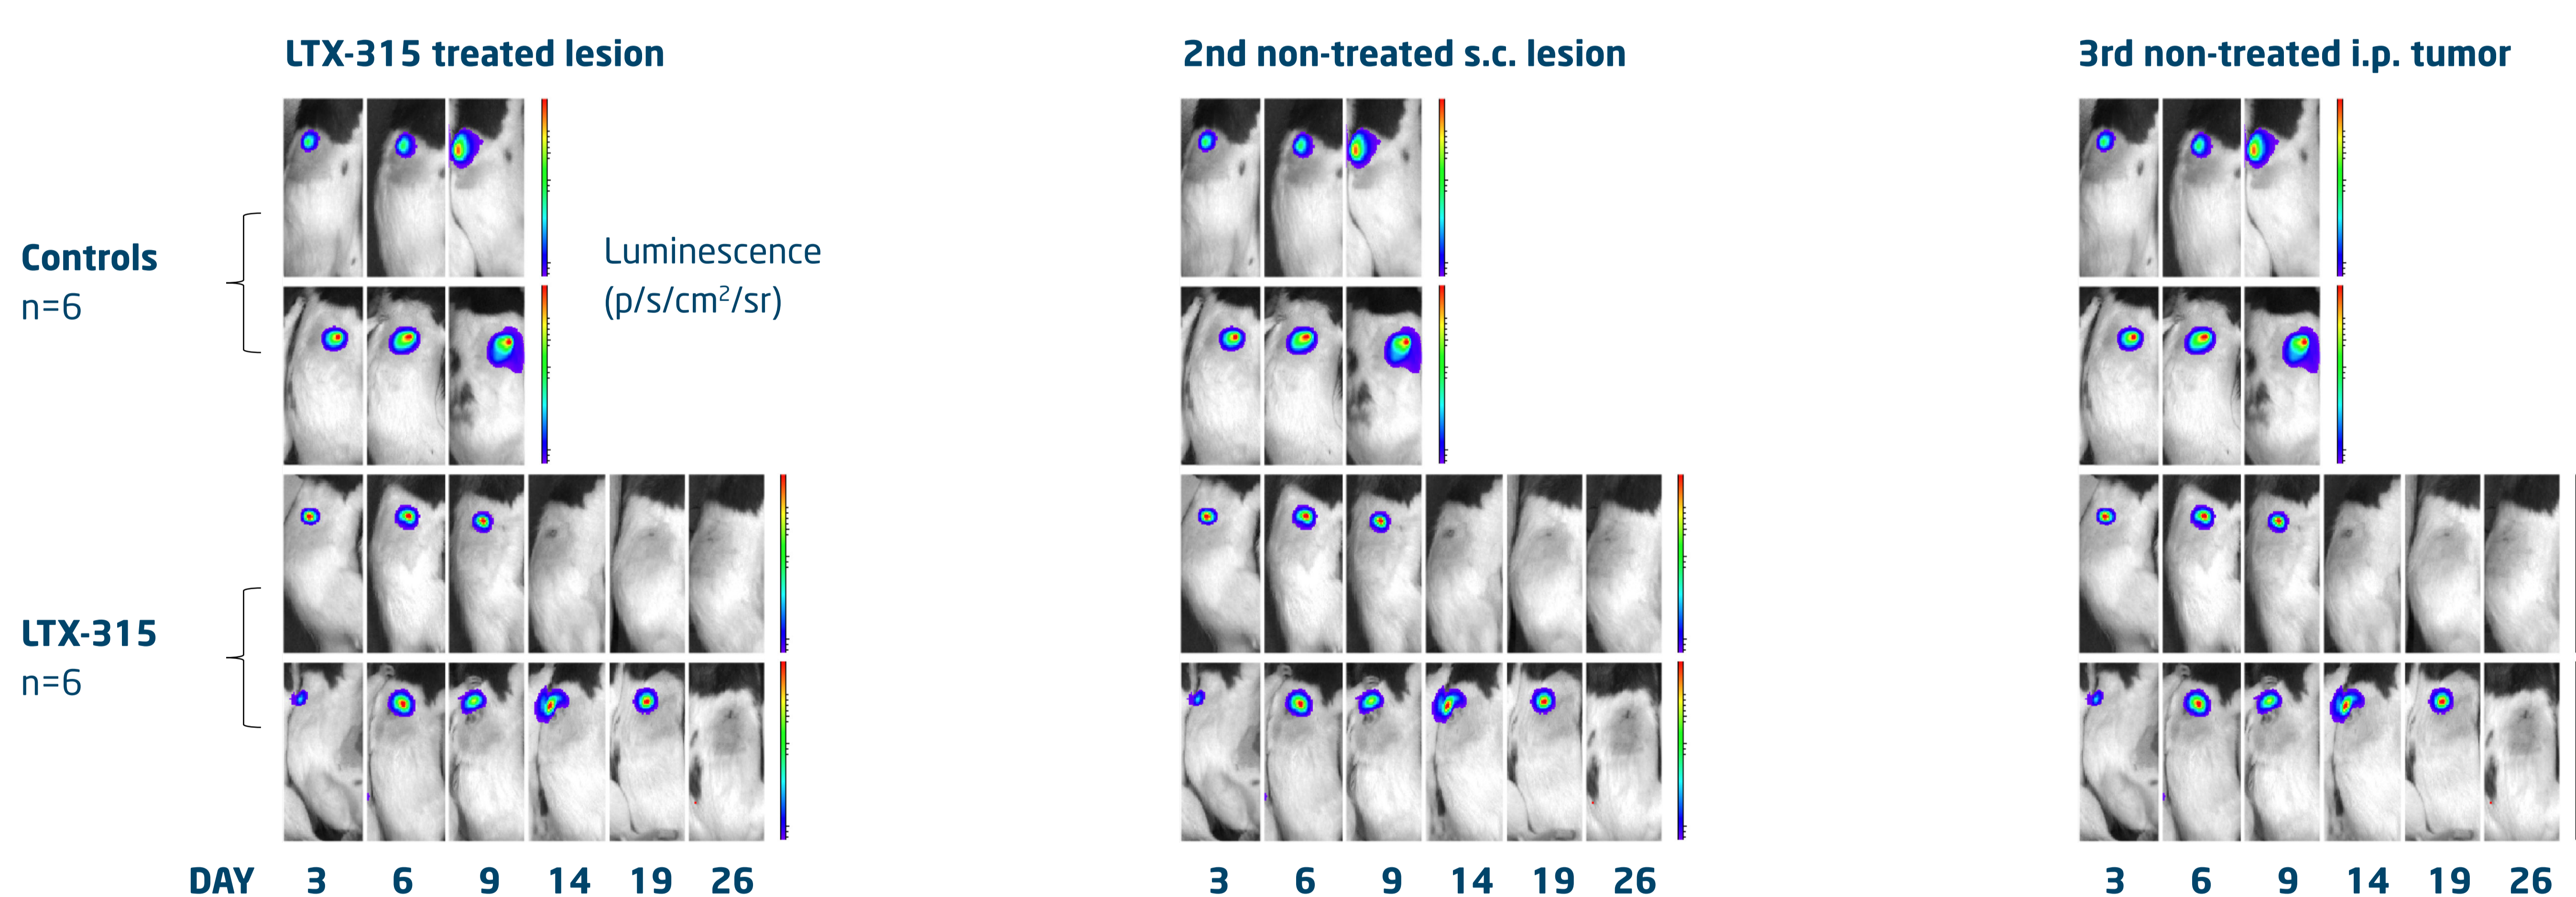 LTX-315 treated lesion
2nd non-treated s.c. lesion
3rd non-treated i.p. tumor
Controls
n=6
Luminescence
(p/s/cm²/sr)
LTX-315
n=6
DAY 3 6 9 14 19 26
3 6 9 14 19 26
3 6 9 14 19 26